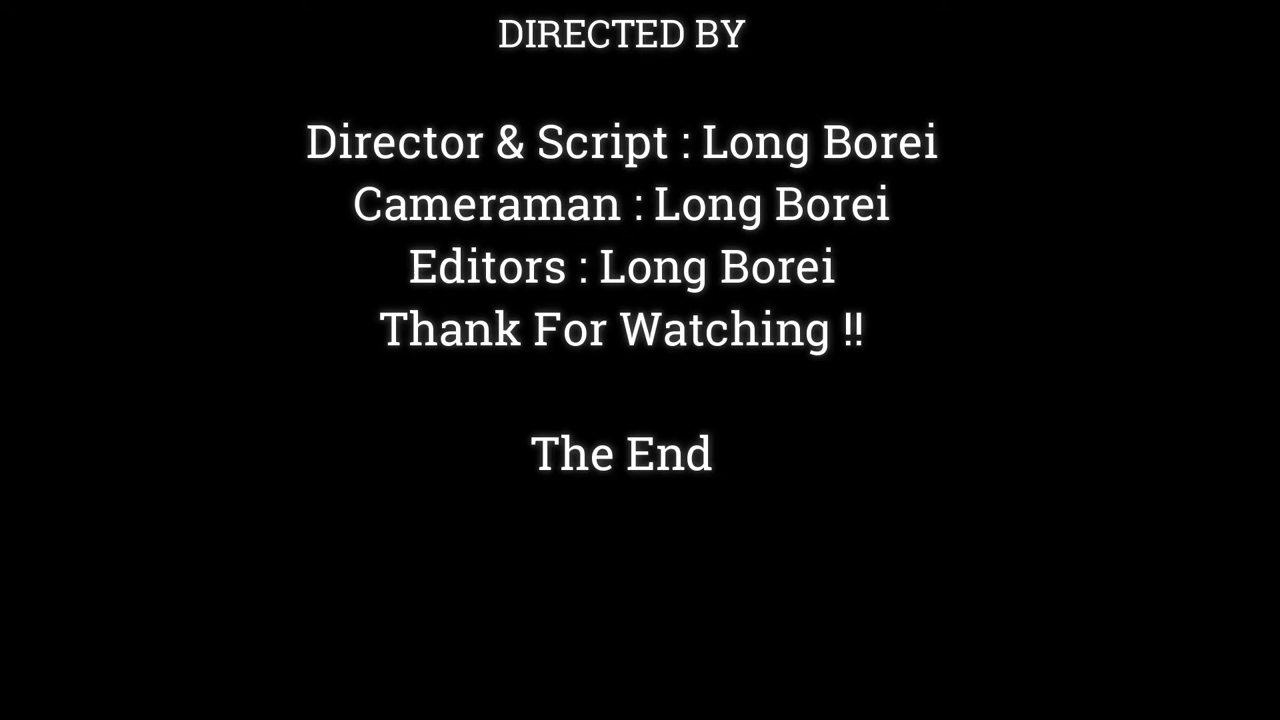 DIRECTED BY
Director & Script : Long Borei
Cameraman : Long Borei
Editors : Long Borei
Thank For Watching !!
The End